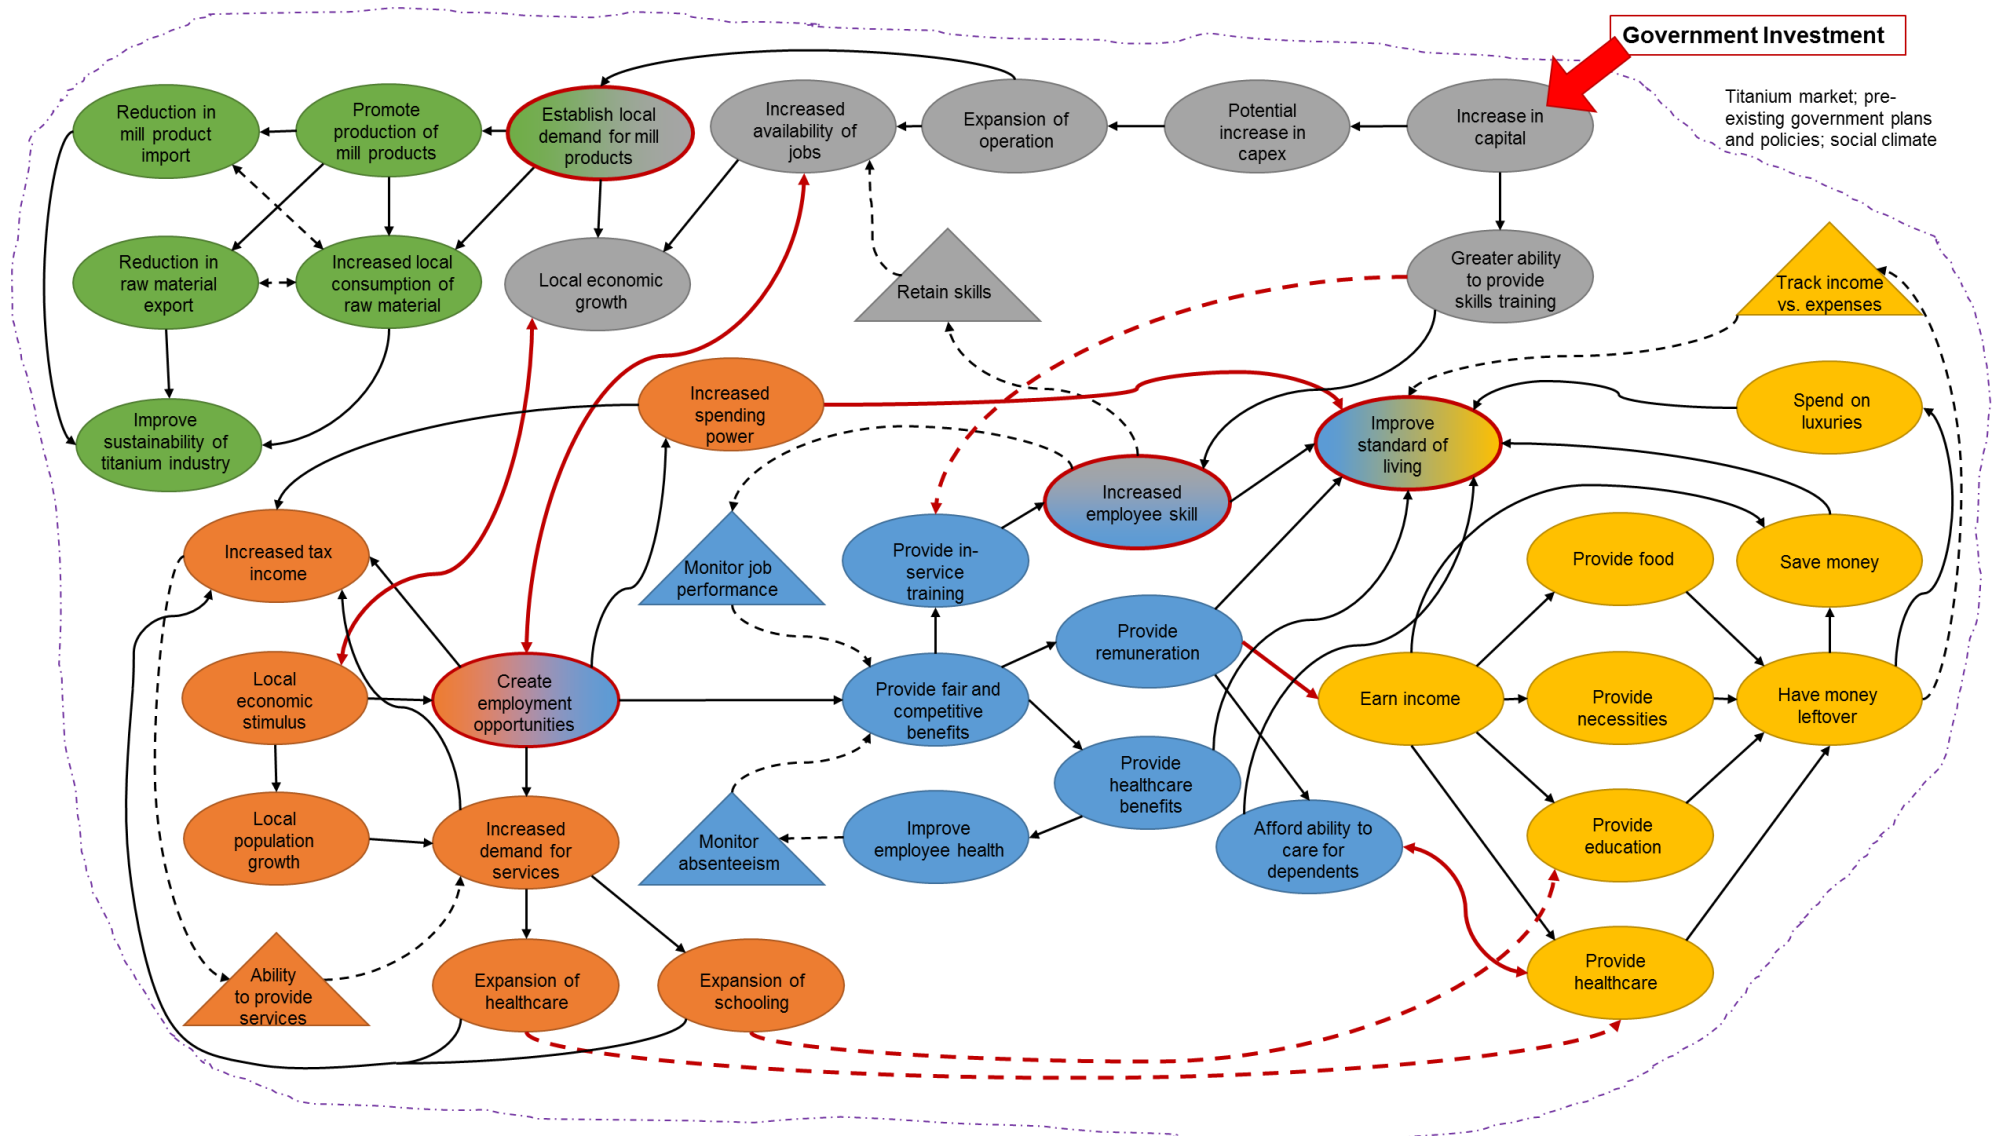 Government Investment
Titanium market; pre-
existing government plans
and policies; social climate
Reduction in
mill product
import
Promote
production of
mill products
Establish local
demand for mill
products
Increased
availability of
jobs
Expansion of
operation
Potential
increase in
capex
Increase in
capital
Reduction in
raw material
export
Increased local
consumption of
raw material
Local economic
growth
Retain skills
Greater ability
to provide
skills training
Track income
vs. expenses
Improve
sustainability of
titanium industry
Increased
spending
power
Improve
standard of
living
Spend on
luxuries
Increased tax
income
Monitor job
performance
Provide in-
service
training
Increased
employee skill
Provide food
Save money
Local
economic
stimulus
Create
employment
opportunities
Provide fair and
competitive
benefits
Provide
remuneration
Earn income
Provide
necessities
Have money
leftover
Local
population
growth
Increased
demand for
services
Monitor
absenteeism
Improve
employee health
Provide
healthcare
benefits
Afford ability to
care for
dependents
Provide
education
Ability
to provide
services
Expansion of
healthcare
Expansion of
schooling
Provide
healthcare